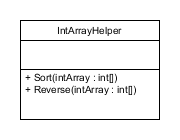 IntArrayHelper
+ Sort(intArray : int[])
+ Reverse(intArray : int[])